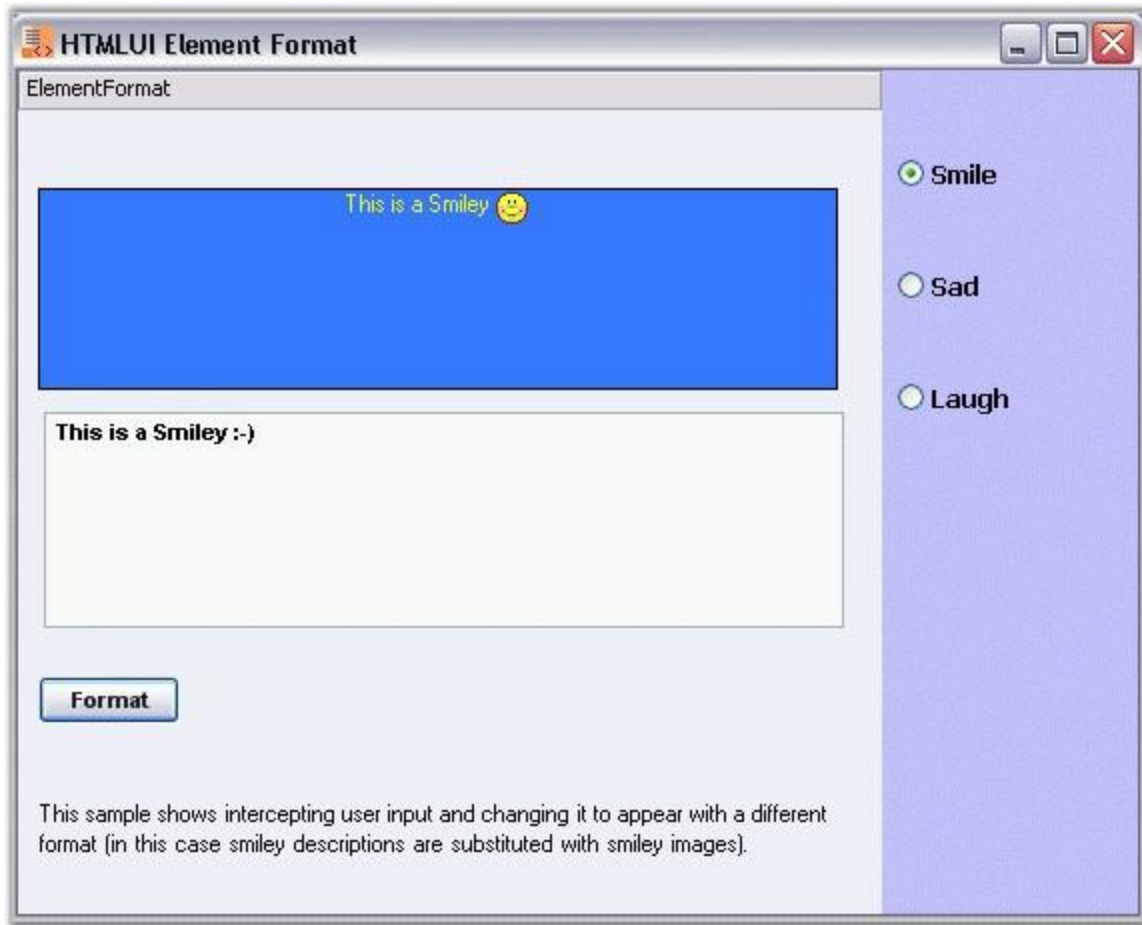 HTMLUI Element Format
ElementFormat
This is a Smiley
This is a Smiley :-)
Format
This sample shows intercepting user input and changing it to appear with a different
format (in this case smiley descriptions are substituted with smiley images).
Smile
Sad
Laugh